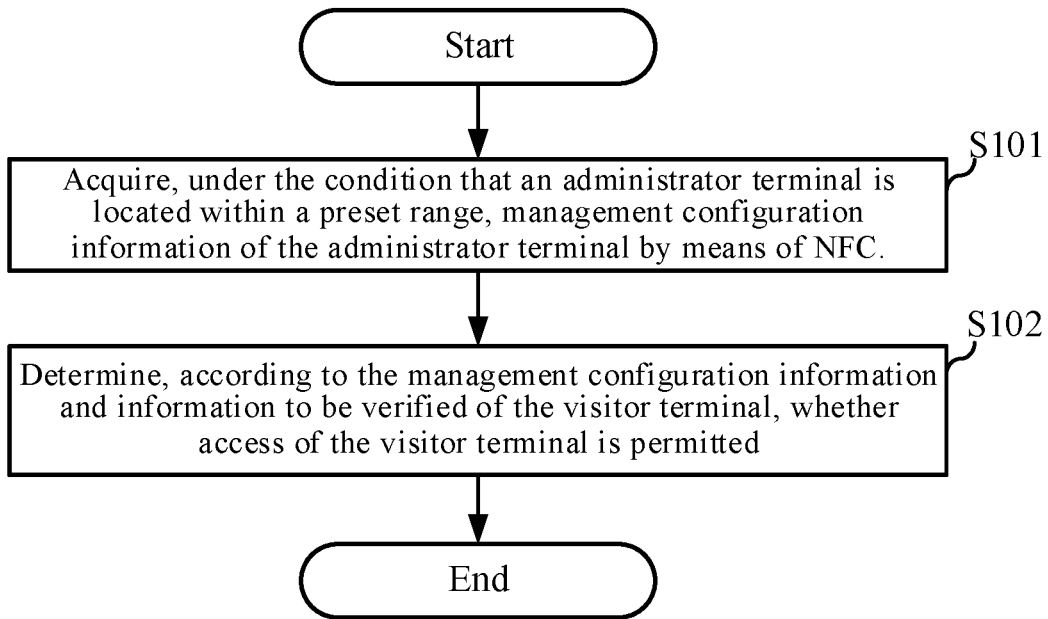 Start
S101
Acquire, under the condition that an administrator terminal is
located within a preset range, management configuration
information of the administrator terminal by means of NFC.
S102
Determine, according to the management configuration information
and information to be verified of the visitor terminal, whether
access of the visitor terminal is permitted
End